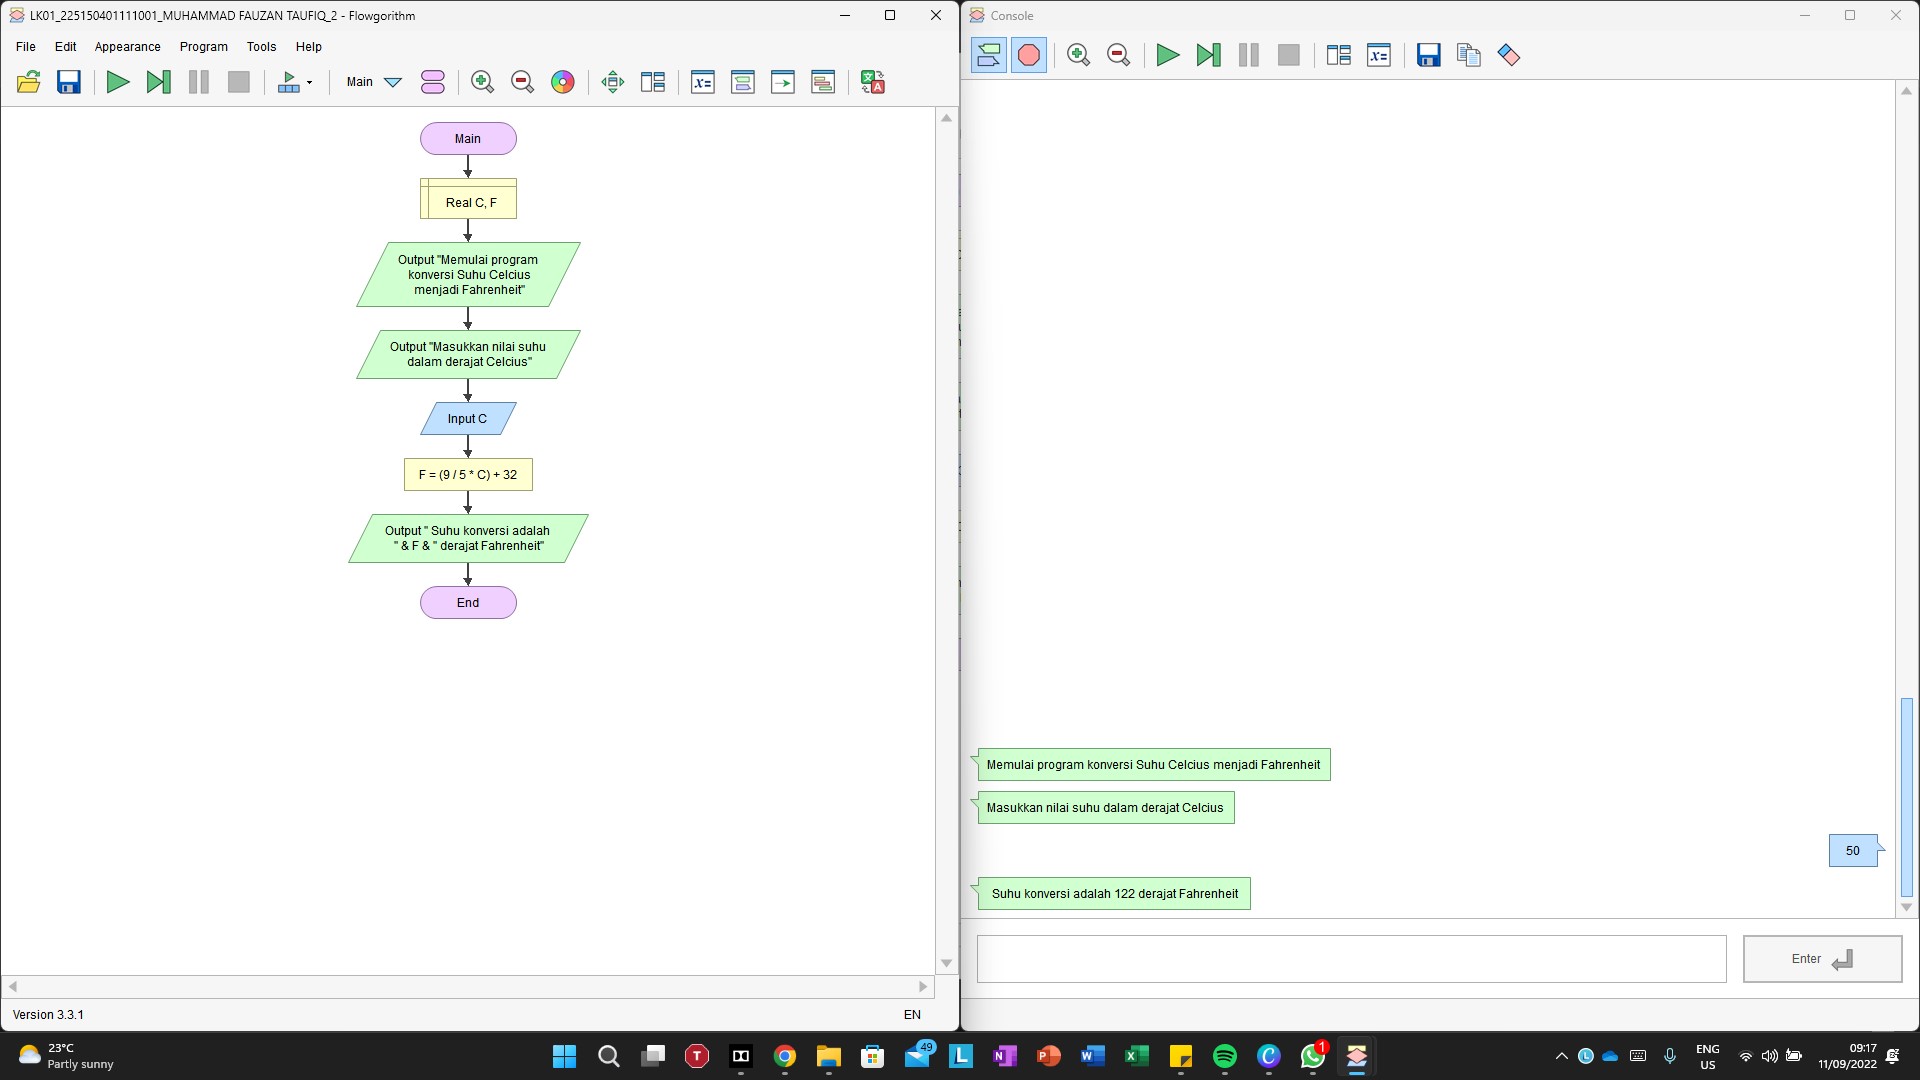 LK01_225150401111001_MUHAMMAD FAUZAN TAUFIQ_2 - Flowgorithm
File Edit Appearance Program Tools Help
Main
Main
Real C, F
Output "Memulai program
konversi Suhu Celcius
menjadi Fahrenheit"
Output "Masukkan nilai suhu
dalam derajat Celcius"
Input C
F = (9 / 5 * C) + 32
Output " Suhu konversi adalah
" & F & " derajat Fahrenheit"
End
Version 3.3.1
EN
Console
Memulai program konversi Suhu Celcius menjadi Fahrenheit
Masukkan nilai suhu dalam derajat Celcius
50
Suhu konversi adalah 122 derajat Fahrenheit
Enter
23°C
Partly sunny
49
1
ENG
US
09:17
11/09/2022